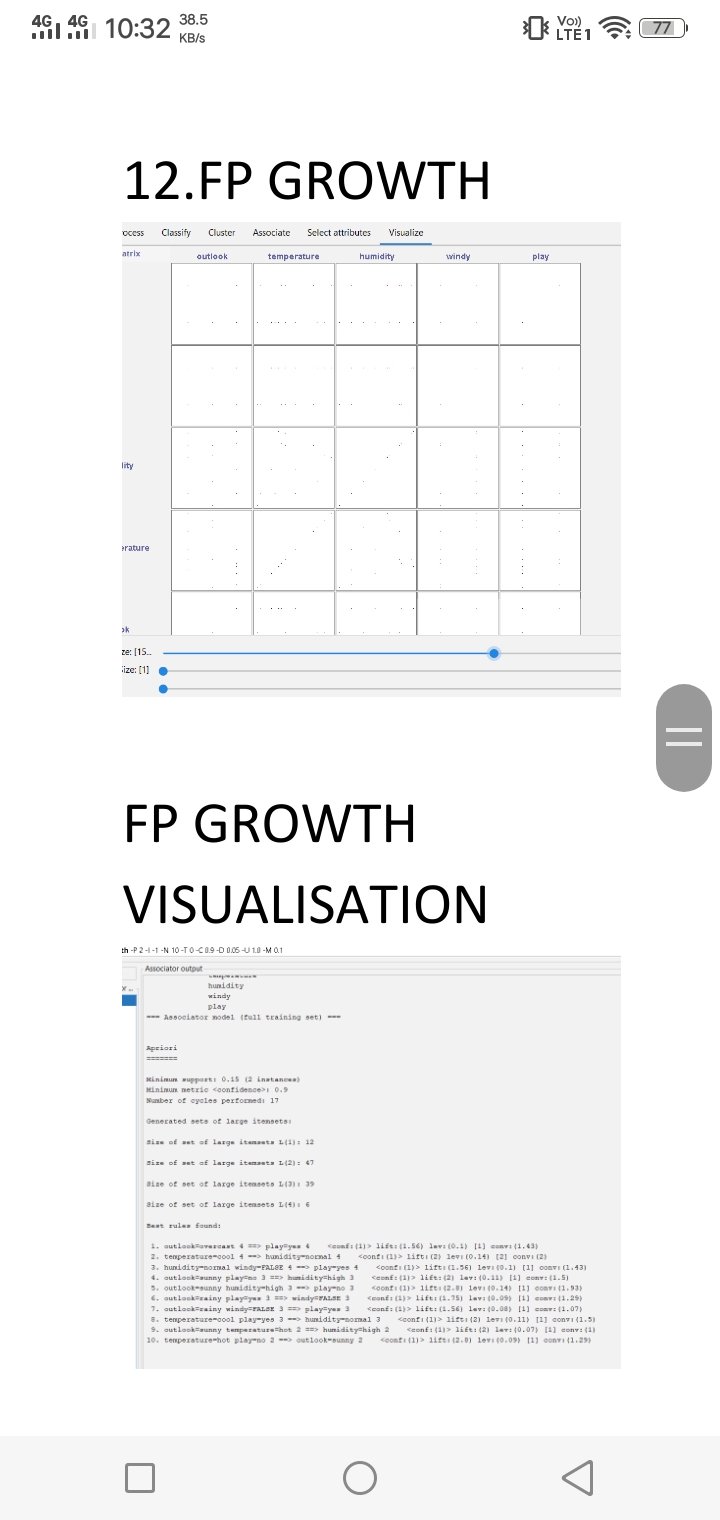 4G 4G 10:32 38.5 KB/s Vo)) LTE1 77
12.FP GROWTH
ocess Classify Cluster Associate Select attributes Visualize
atrix outlook temperature humidity windy play
lity
erature
ok
ze: [15...
Size: [1]
FP GROWTH
VISUALISATION
th -P 2 -I -1 -N 10 -T 0 -C 0.9 -D 0.05 -U 1.0 -M 0.1
Associator output
temperature
humidity
windy
play
=== Associator model (full training set) ===
Apriori
=======
Minimum support: 0.15 (2 instances)
Minimum metric <confidence>: 0.9
Number of cycles performed: 17
Generated sets of large itemsets:
Size of set of large itemsets L(1): 12
Size of set of large itemsets L(2): 47
Size of set of large itemsets L(3): 39
Size of set of large itemsets L(4): 6
Best rules found:
1. outlook=overcast 4 ==> play=yes 4 <conf:(1)> lift:(1.56) lev:(0.1) [1] conv:(1.43)
2. temperature=cool 4 ==> humidity=normal 4 <conf:(1)> lift:(2) lev:(0.14) [2] conv:(2)
3. humidity=normal windy=FALSE 4 ==> play=yes 4 <conf:(1)> lift:(1.56) lev:(0.1) [1] conv:(1.43)
4. outlook=sunny play=no 3 ==> humidity=high 3 <conf:(1)> lift:(2) lev:(0.11) [1] conv:(1.5)
5. outlook=sunny humidity=high 3 ==> play=no 3 <conf:(1)> lift:(2.8) lev:(0.14) [1] conv:(1.93)
6. outlook=rainy play=yes 3 ==> windy=FALSE 3 <conf:(1)> lift:(1.75) lev:(0.09) [1] conv:(1.29)
7. outlook=rainy windy=FALSE 3 ==> play=yes 3 <conf:(1)> lift:(1.56) lev:(0.08) [1] conv:(1.07)
8. temperature=cool play=yes 3 ==> humidity=normal 3 <conf:(1)> lift:(2) lev:(0.11) [1] conv:(1.5)
9. outlook=sunny temperature=hot 2 ==> humidity=high 2 <conf:(1)> lift:(2) lev:(0.07) [1] conv:(1)
10. temperature=hot play=no 2 ==> outlook=sunny 2 <conf:(1)> lift:(2.8) lev:(0.09) [1] conv:(1.29)